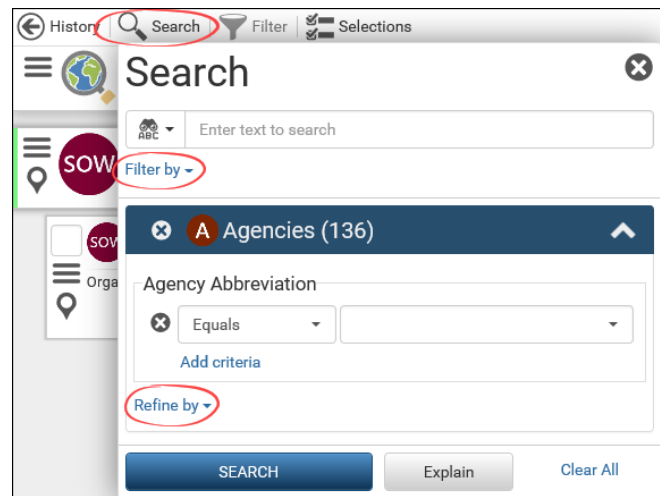 History Search Filter Selections
Search
ABC Enter text to search
SOW
Filter by
A Agencies (136)
SOW
Orga
Agency Abbreviation
Equals
Add criteria
Refine by
SEARCH Explain Clear All